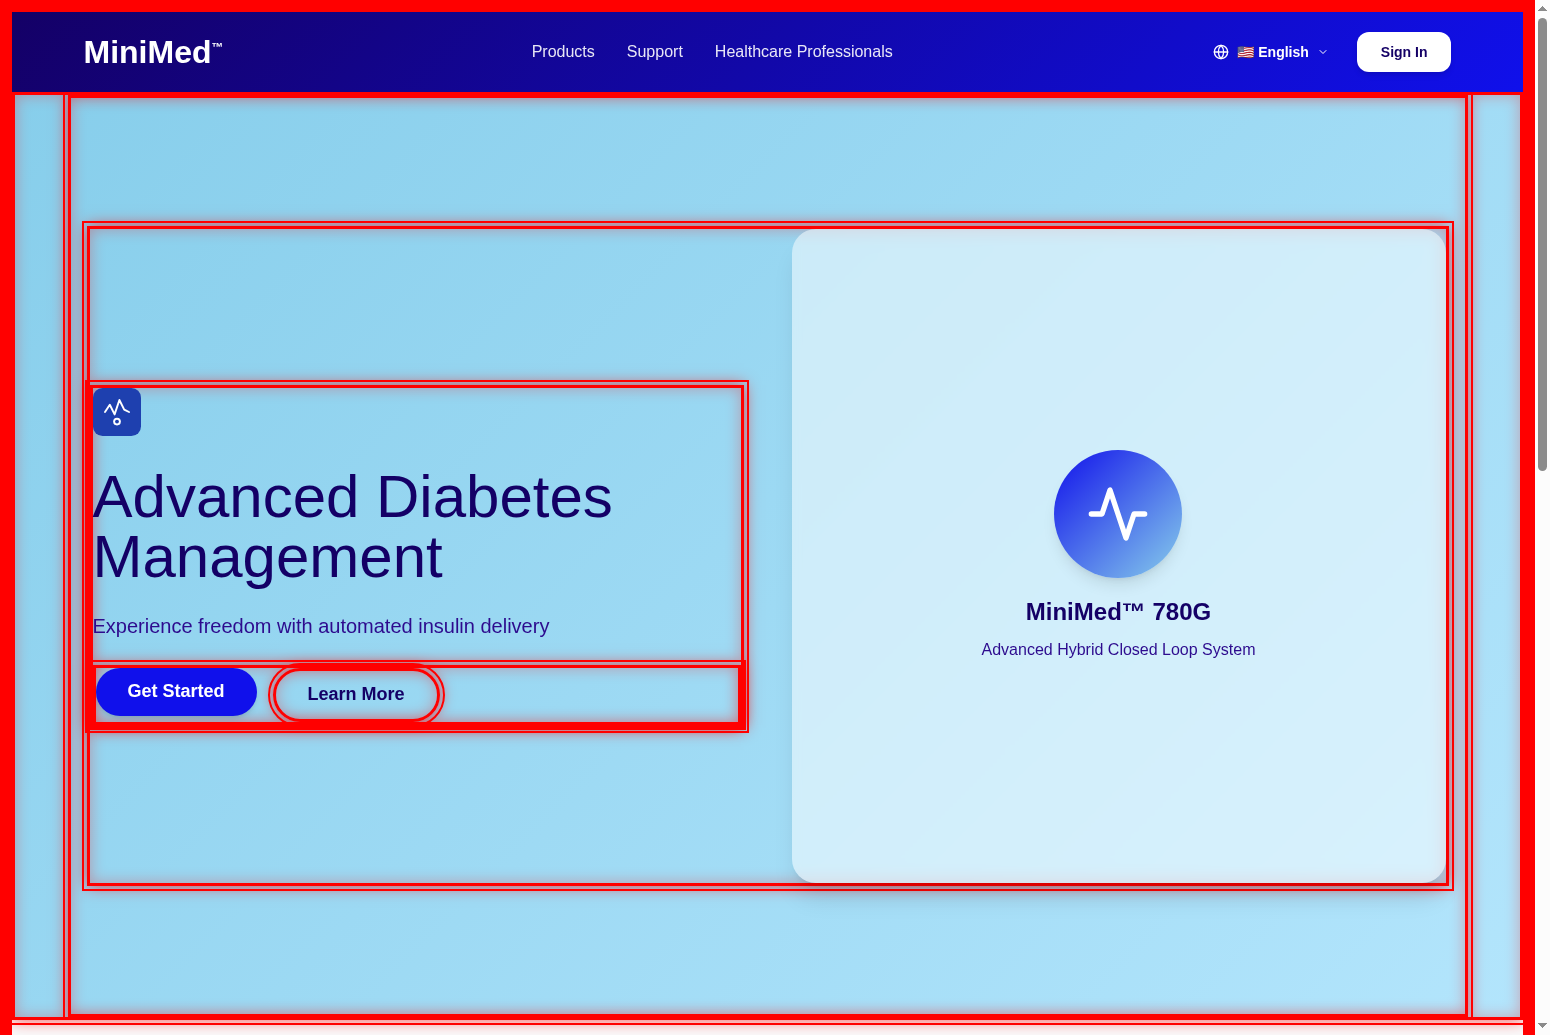 MiniMed™
Products
Support
Healthcare Professionals
English
Sign In
Advanced Diabetes
Management
Experience freedom with automated insulin delivery
Get Started
Learn More
MiniMed™ 780G
Advanced Hybrid Closed Loop System